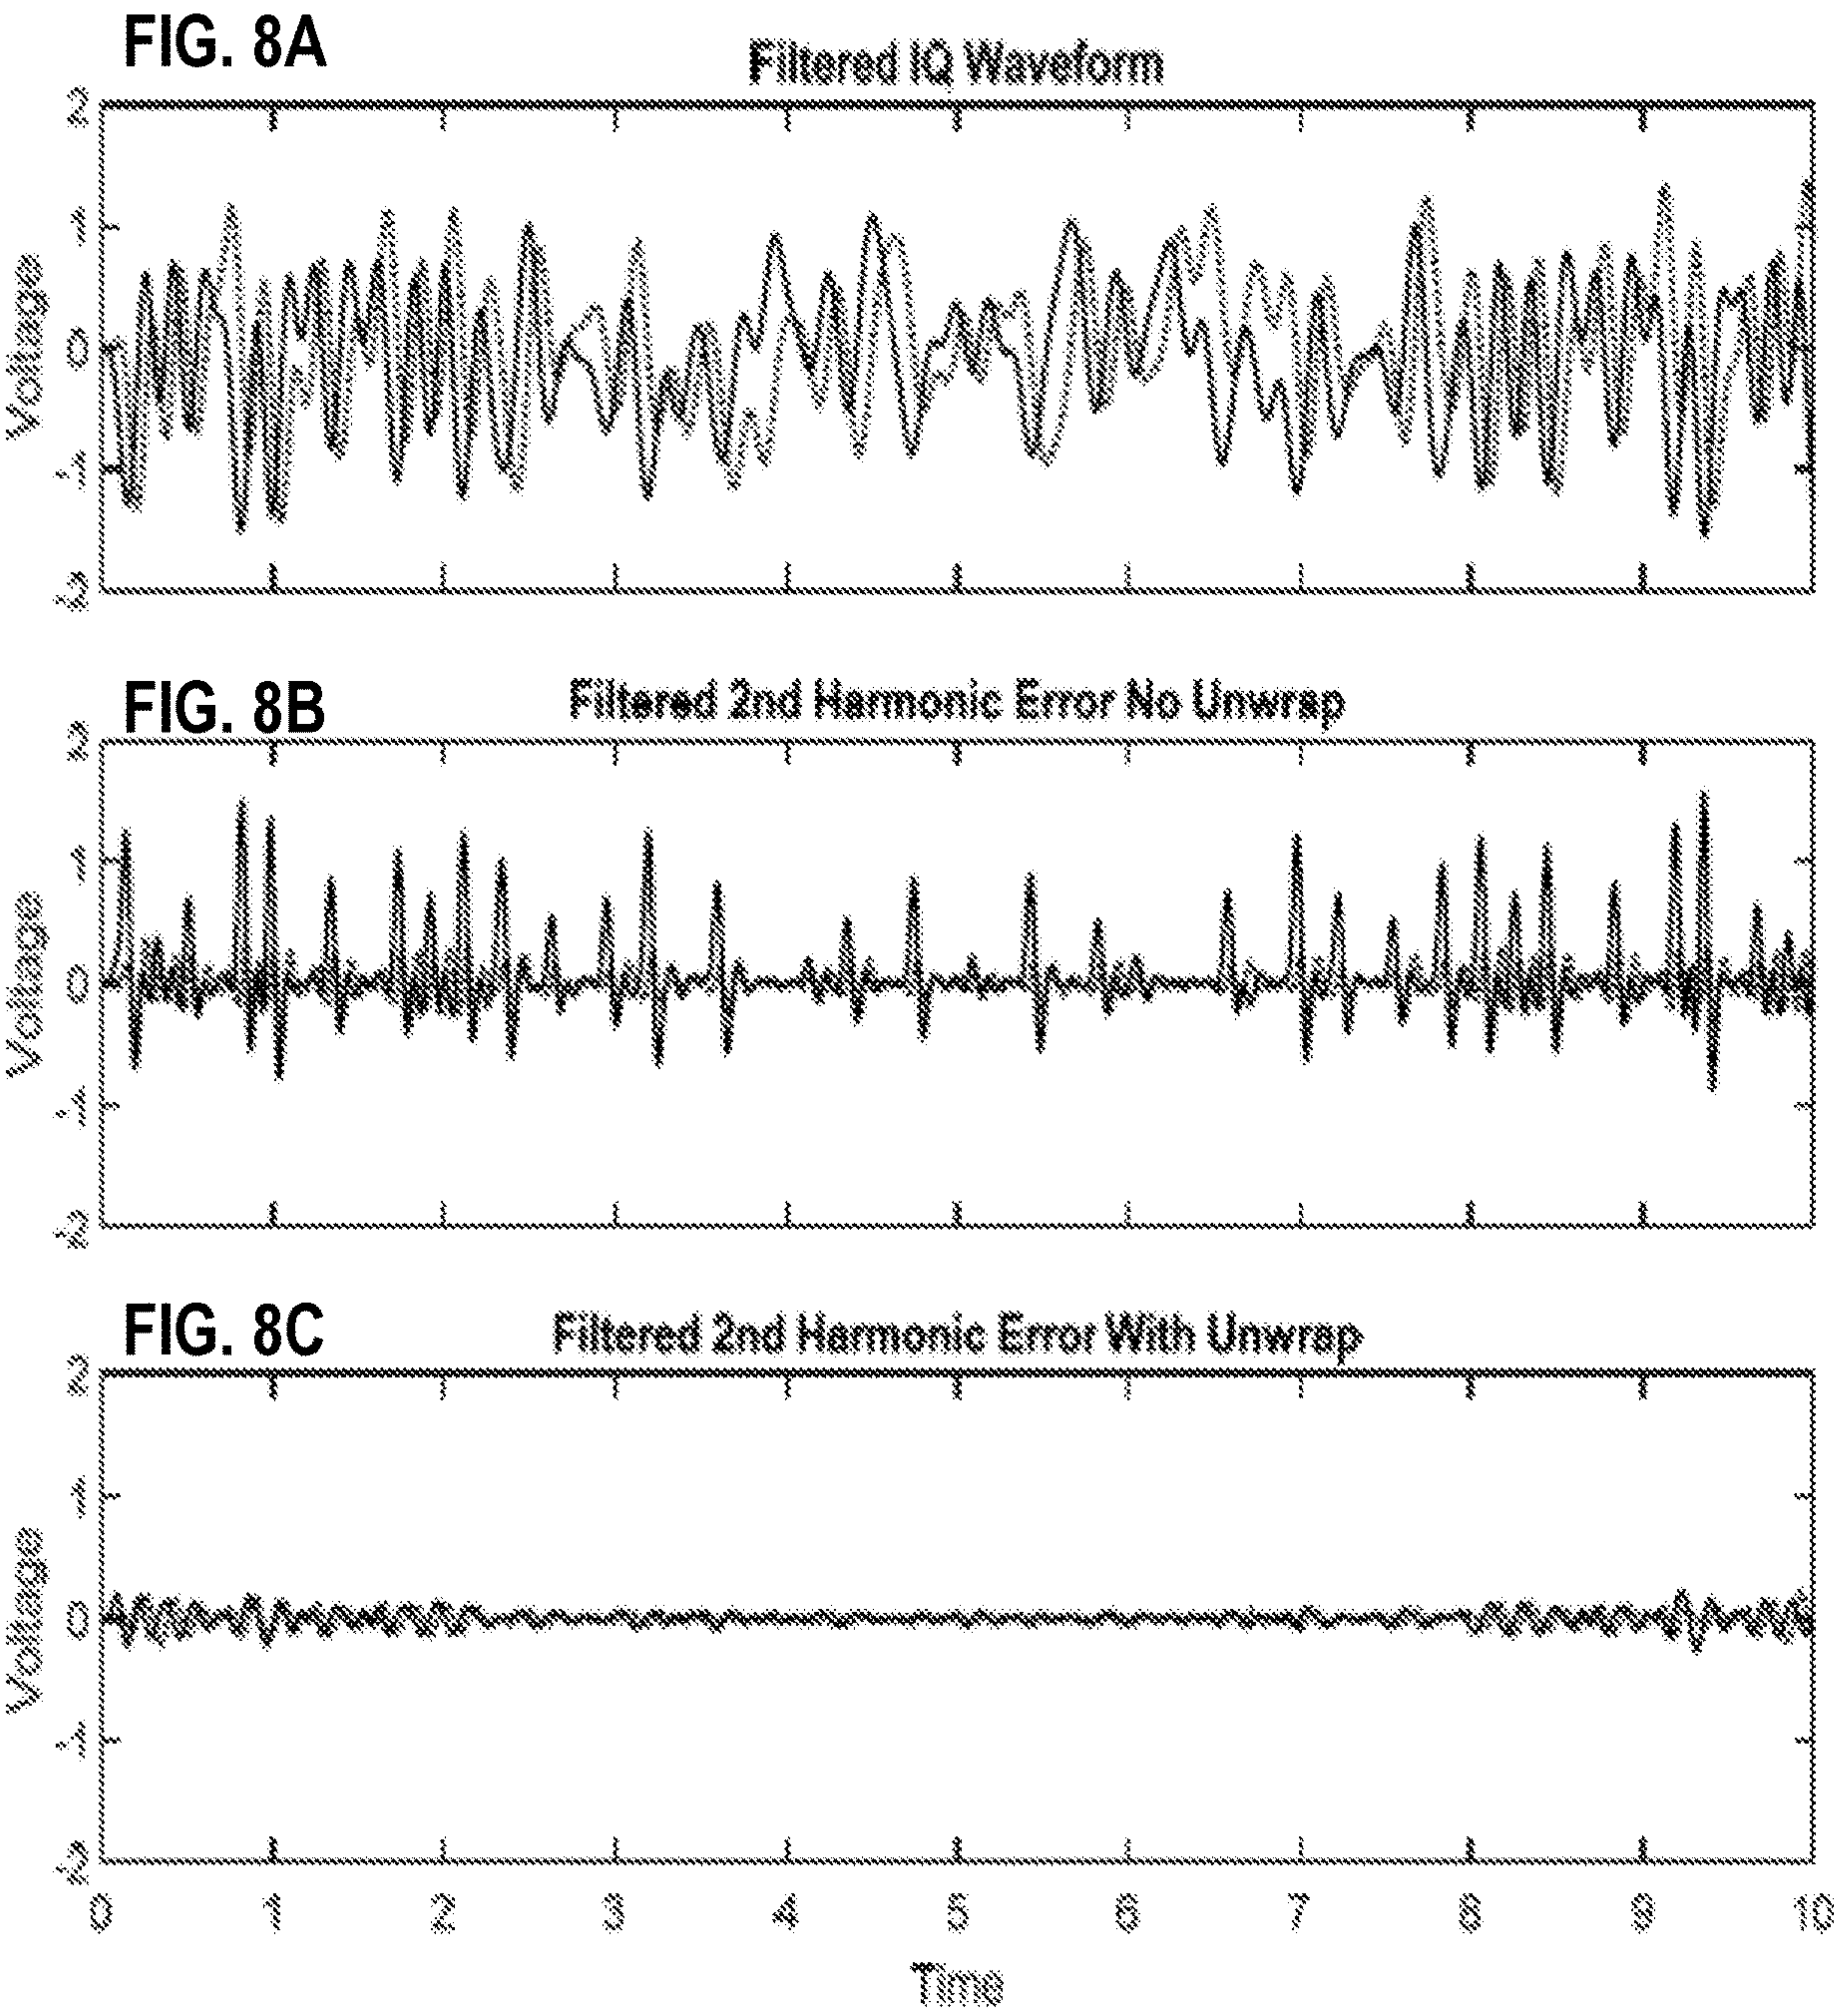 FIG. 8A
Filtered IQ Waveform
Voltage
2
1
0
-1
-2
FIG. 8B
Filtered 2nd Harmonic Error No Unwrap
Voltage
2
1
0
-1
-2
FIG. 8C
Filtered 2nd Harmonic Error With Unwrap
Voltage
2
1
0
-1
-2
0 1 2 3 4 5 6 7 8 9 10
Time